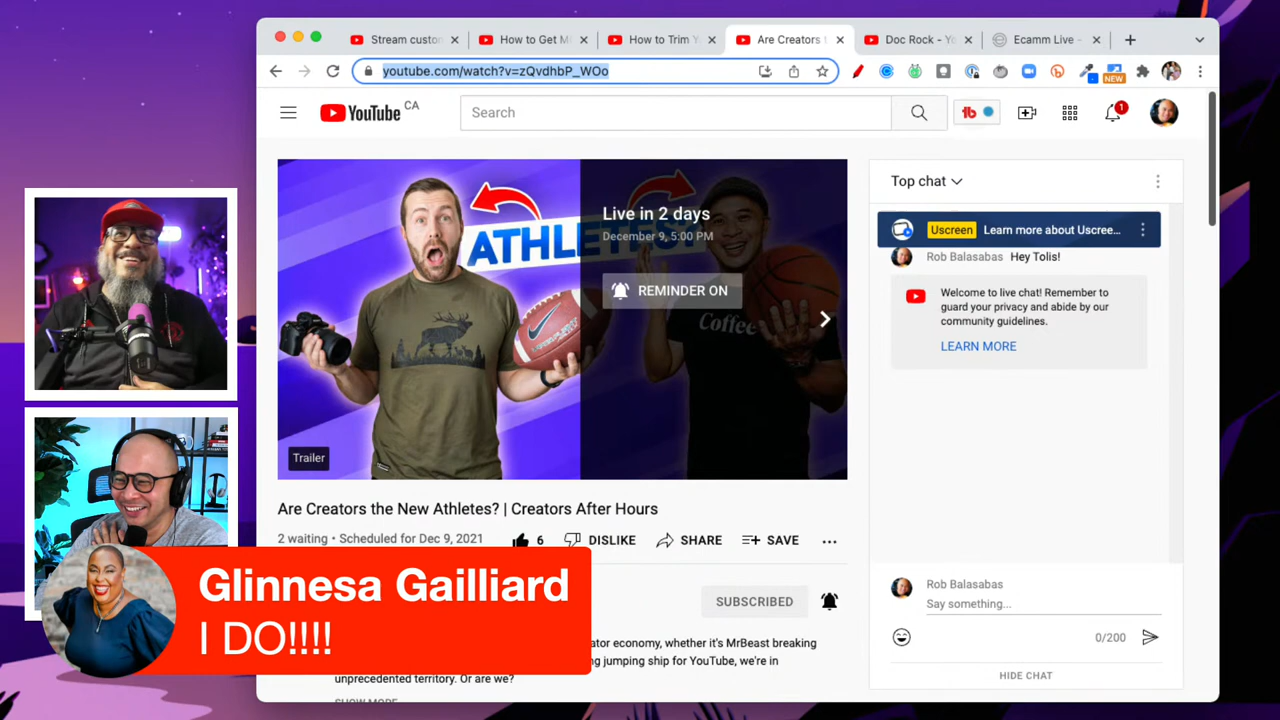 Stream custor
How to Get M
How to Trim Y
Are Creators t
Doc Rock - Yo
Ecamm Live -
youtube.com/watch?v=zQvdhbP_WOo
NEW
YouTube CA
Search
tb
1
ATHLE
Live in 2 days
December 9, 5:00 PM
REMINDER ON
Coffee
Trailer
Top chat
Uscreen Learn more about Uscree...
Rob Balasabas Hey Tolis!
Welcome to live chat! Remember to
guard your privacy and abide by our
community guidelines.
LEARN MORE
Are Creators the New Athletes? | Creators After Hours
2 waiting • Scheduled for Dec 9, 2021
6 DISLIKE SHARE SAVE
SUBSCRIBED
ator economy, whether it's MrBeast breaking
ng jumping ship for YouTube, we're in
unprecedented territory. Or are we?
SHOW MORE
Rob Balasabas
Say something...
0/200
HIDE CHAT
Glinnesa Gailliard
I DO!!!!